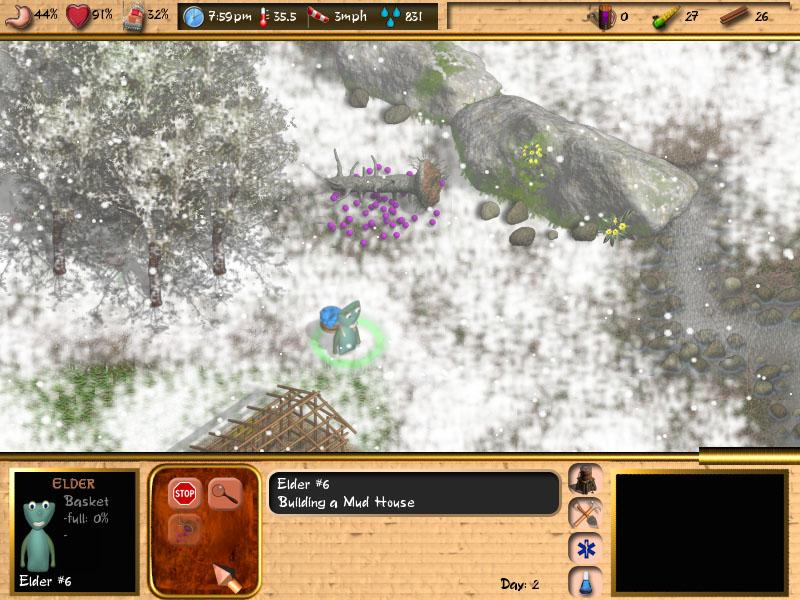 44% 91% 32% 7:59pm 35.5 3mph 831 0 27 26
ELDER
Basket
-full: 0%
-
Elder #6
STOP
Elder #6
Building a Mud House
Day: 2